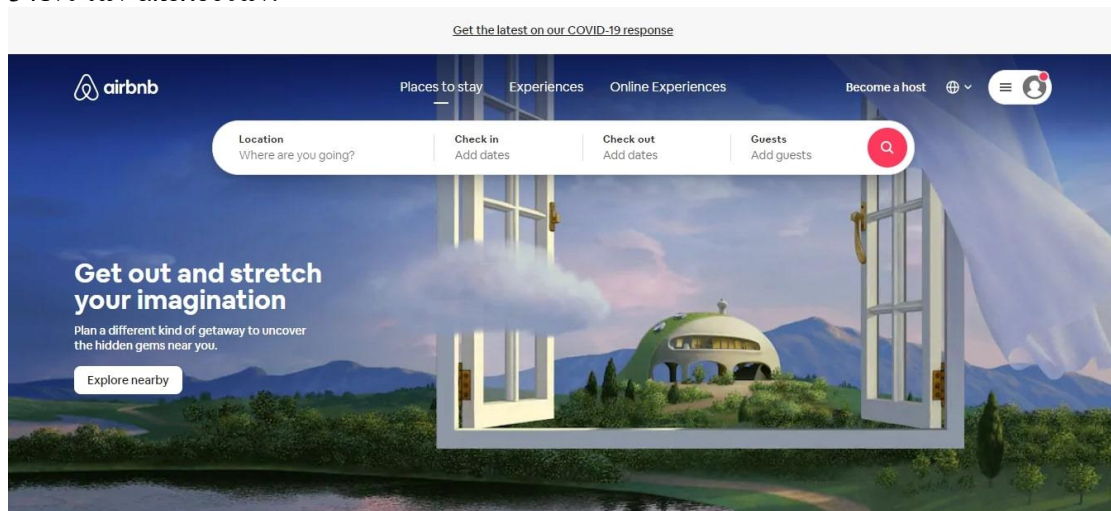 Get the latest on our COVID-19 response
airbnb
Places to stay Experiences Online Experiences
Become a host
Location Check in Check out Guests
Where are you going? Add dates Add dates Add guests
Get out and stretch
your imagination
Plan a different kind of getaway to uncover
the hidden gems near you.
Explore nearby